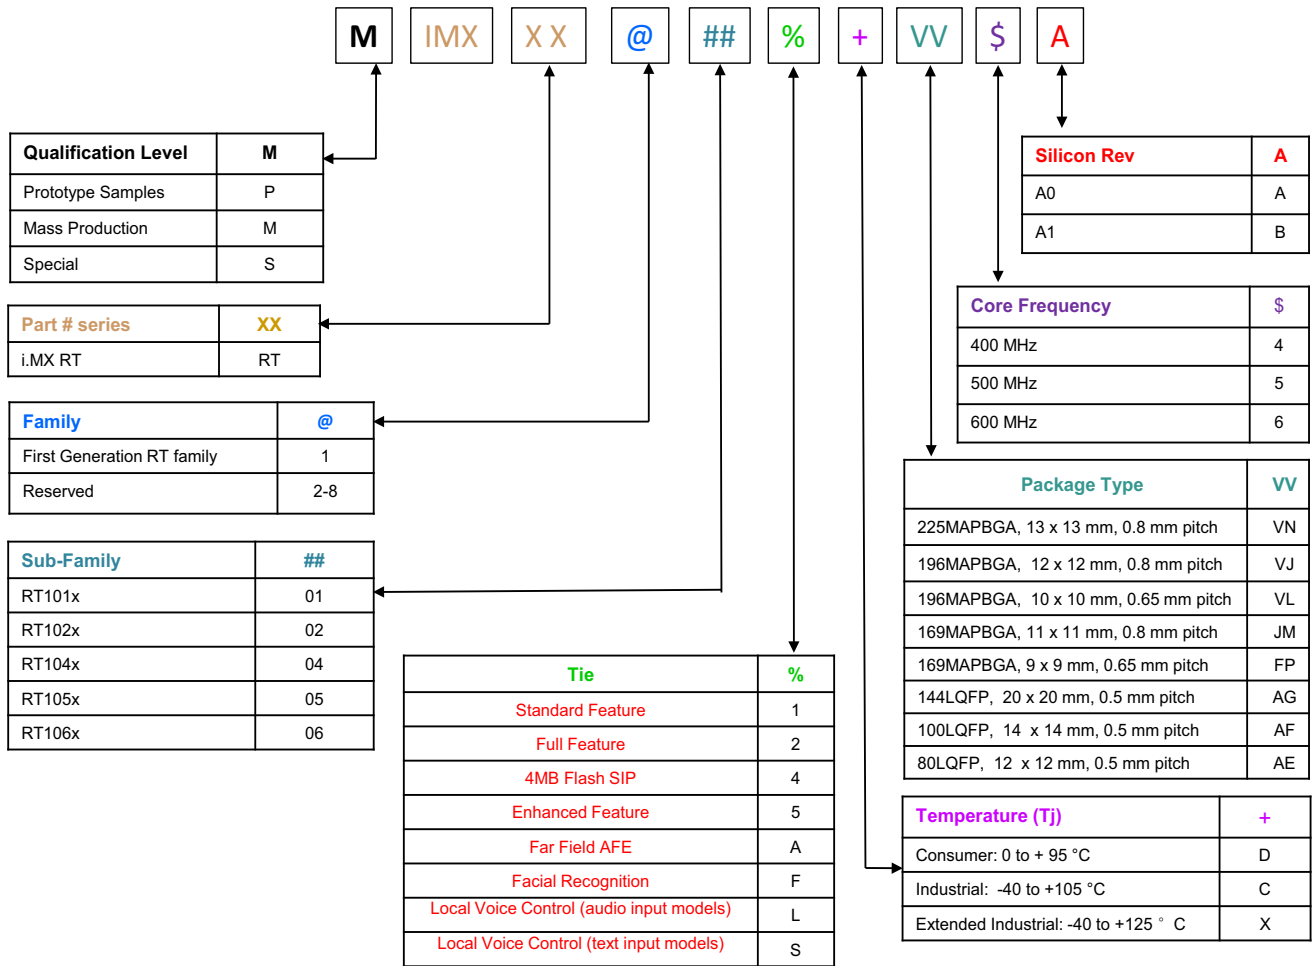 M IMX X X @ ## % + VV $ A
Qualification Level M
Prototype Samples P
Mass Production M
Special S
Part # series XX
i.MX RT RT
Family @
First Generation RT family 1
Reserved 2-8
Sub-Family ##
RT101x 01
RT102x 02
RT104x 04
RT105x 05
RT106x 06
Tie %
Standard Feature 1
Full Feature 2
4MB Flash SIP 4
Enhanced Feature 5
Far Field AFE A
Facial Recognition F
Local Voice Control (audio input models) L
Local Voice Control (text input models) S
Silicon Rev A
A0 A
A1 B
Core Frequency $
400 MHz 4
500 MHz 5
600 MHz 6
Package Type VV
225MAPBGA, 13 x 13 mm, 0.8 mm pitch VN
196MAPBGA, 12 x 12 mm, 0.8 mm pitch VJ
196MAPBGA, 10 x 10 mm, 0.65 mm pitch VL
169MAPBGA, 11 x 11 mm, 0.8 mm pitch JM
169MAPBGA, 9 x 9 mm, 0.65 mm pitch FP
144LQFP, 20 x 20 mm, 0.5 mm pitch AG
100LQFP, 14 x 14 mm, 0.5 mm pitch AF
80LQFP, 12 x 12 mm, 0.5 mm pitch AE
Temperature (Tj) +
Consumer: 0 to + 95 °C D
Industrial: -40 to +105 °C C
Extended Industrial: -40 to +125 ° C X